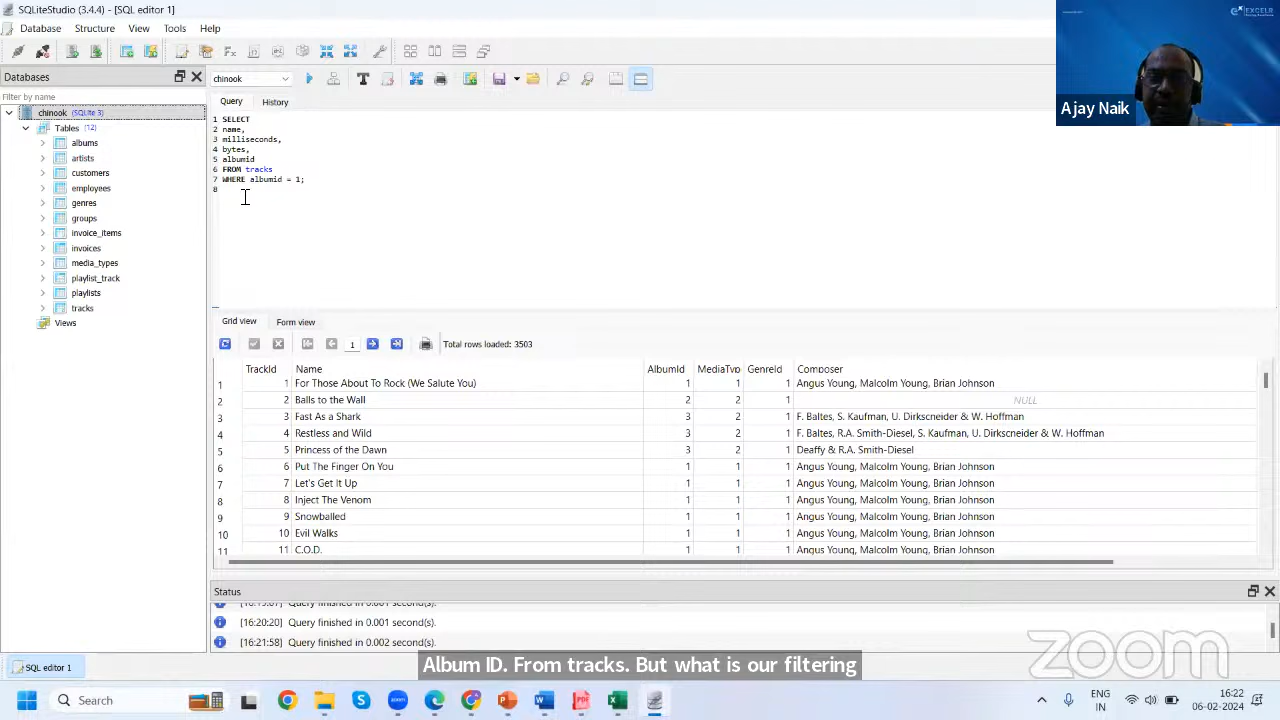 SQLiteStudio (3.4.4) - [SQL editor 1]
Database Structure View Tools Help
Databases
Filter by name
chinook (SQLite 3)
Tables (12)
albums
artists
customers
employees
genres
groups
invoice_items
invoices
media_types
playlist_track
playlists
tracks
Views
chinook
Query History
1 SELECT
2 name,
3 milliseconds,
4 bytes,
5 albumid
6 FROM tracks
7 WHERE albumid = 1;
8
EXCELR
Ajay Naik
Grid view Form view
1 Total rows loaded: 3503
TrackId Name AlbumId MediaTyp GenreId Composer
1 1 For Those About To Rock (We Salute You) 1 1 1 Angus Young, Malcolm Young, Brian Johnson
2 2 Balls to the Wall 2 2 1 NULL
3 3 Fast As a Shark 3 2 1 F. Baltes, S. Kaufman, U. Dirkscneider & W. Hoffman
4 4 Restless and Wild 3 2 1 F. Baltes, R.A. Smith-Diesel, S. Kaufman, U. Dirkscneider & W. Hoffman
5 5 Princess of the Dawn 3 2 1 Deaffy & R.A. Smith-Diesel
6 6 Put The Finger On You 1 1 1 Angus Young, Malcolm Young, Brian Johnson
7 7 Let's Get It Up 1 1 1 Angus Young, Malcolm Young, Brian Johnson
8 8 Inject The Venom 1 1 1 Angus Young, Malcolm Young, Brian Johnson
9 9 Snowballed 1 1 1 Angus Young, Malcolm Young, Brian Johnson
10 10 Evil Walks 1 1 1 Angus Young, Malcolm Young, Brian Johnson
11 11 C.O.D. 1 1 1 Angus Young, Malcolm Young, Brian Johnson
Status
Query finished in 0.001 second(s).
[16:20:20] Query finished in 0.001 second(s).
[16:21:58] Query finished in 0.002 second(s).
zoom
SQL editor 1
Album ID. From tracks. But what is our filtering
Search
ENG
IN
16:22
06-02-2024